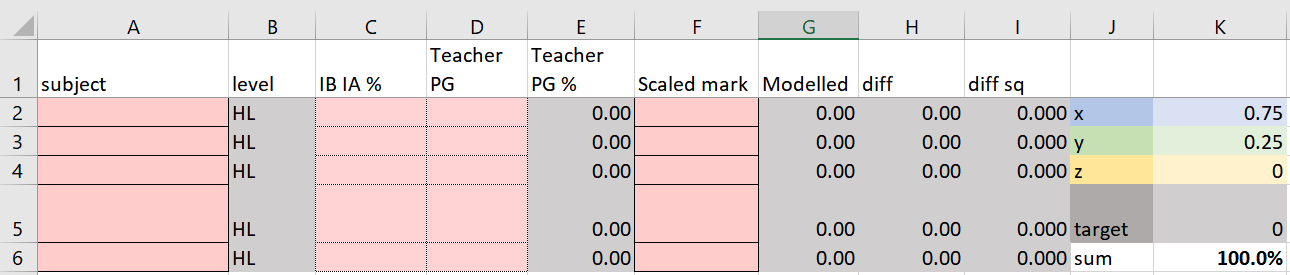 A B C D E F G H I J K
1 subject level IB IA % Teacher PG Teacher PG % Scaled mark Modelled diff diff sq
2 HL 0.00 0.00 0.00 0.000 x 0.75
3 HL 0.00 0.00 0.00 0.000 y 0.25
4 HL 0.00 0.00 0.00 0.000 z 0
5 HL 0.00 0.00 0.00 0.000 target 0
6 HL 0.00 0.00 0.00 0.000 sum 100.0%